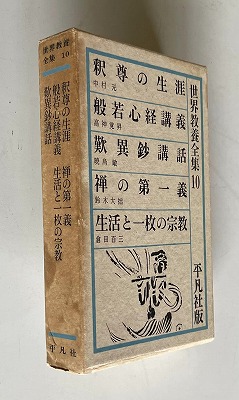 世界教養全集 10
釈尊の生涯
中村元
般若心経講義
高神覚昇
歎異鈔講話
暁烏敏
禅の第一義
鈴木大拙
生活と一枚の宗教
倉田百三
平凡社版
世界教養全集 10
釈尊の生涯
般若心経講義
歎異鈔講話
禅の第一義
生活と一枚の宗教
平凡社